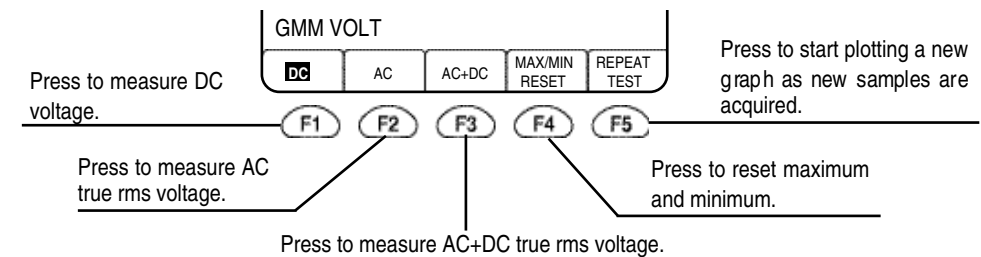 GMM VOLT
DC AC AC+DC MAX/MIN RESET REPEAT TEST
F1 F2 F3 F4 F5
Press to measure DC
voltage.
Press to start plotting a new
graph as new samples are
acquired.
Press to measure AC
true rms voltage.
Press to reset maximum
and minimum.
Press to measure AC+DC true rms voltage.